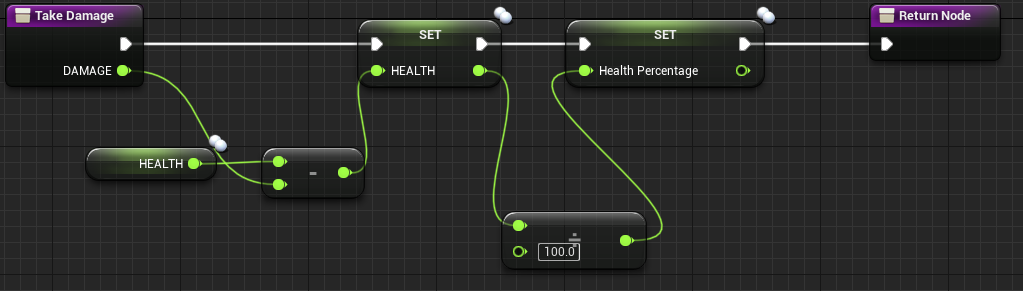 Take Damage
SET
SET
Return Node
DAMAGE
HEALTH
Health Percentage
HEALTH
-
÷
100.0